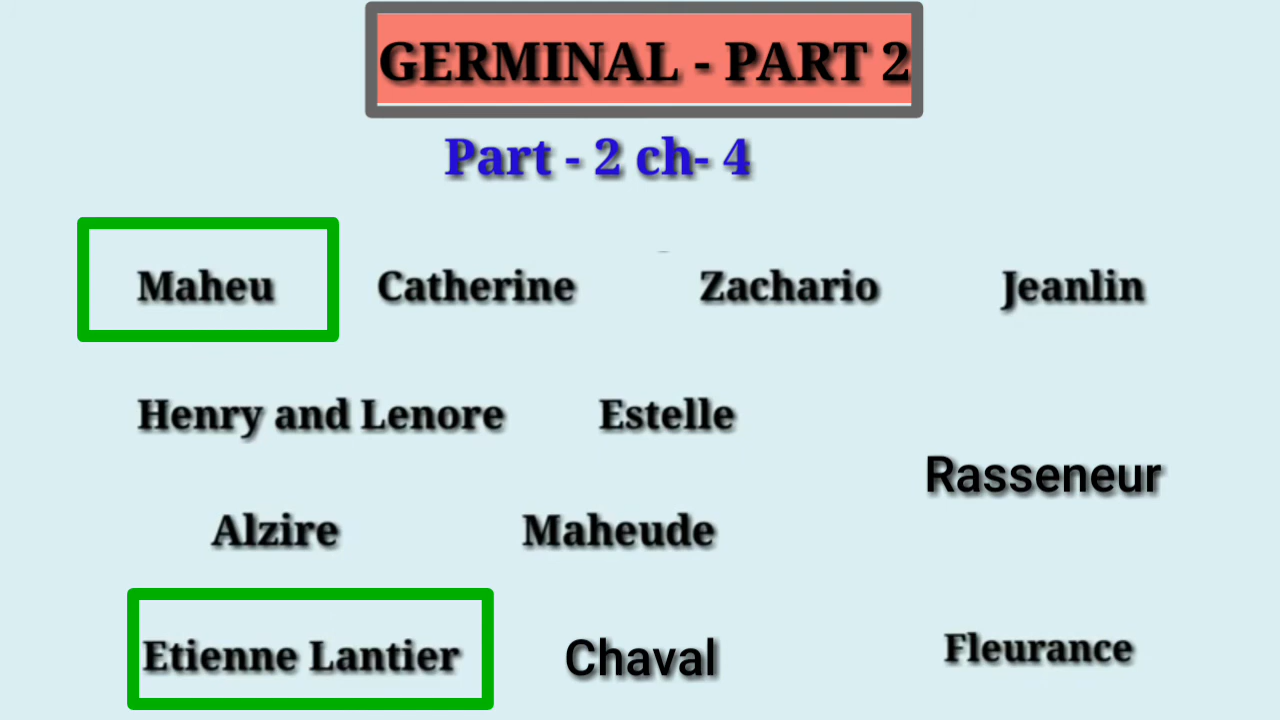 GERMINAL - PART 2
Part - 2 ch- 4
Maheu Catherine Zachario Jeanlin
Henry and Lenore Estelle
Rasseneur
Alzire Maheude
Etienne Lantier Chaval Fleurance